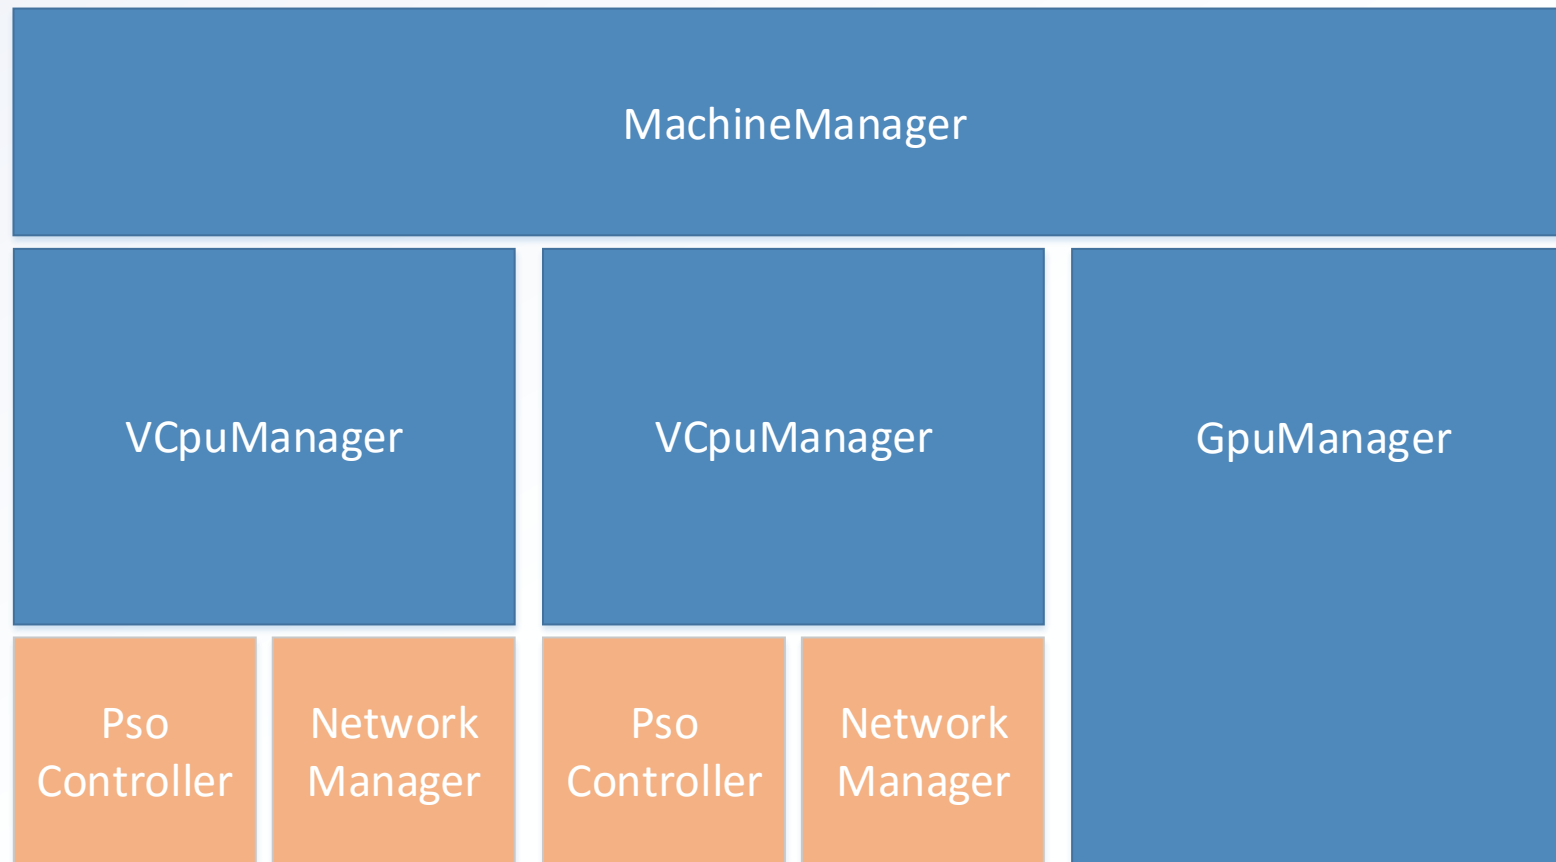 MachineManager
VCpuManager
VCpuManager
GpuManager
Pso
Controller
Network
Manager
Pso
Controller
Network
Manager